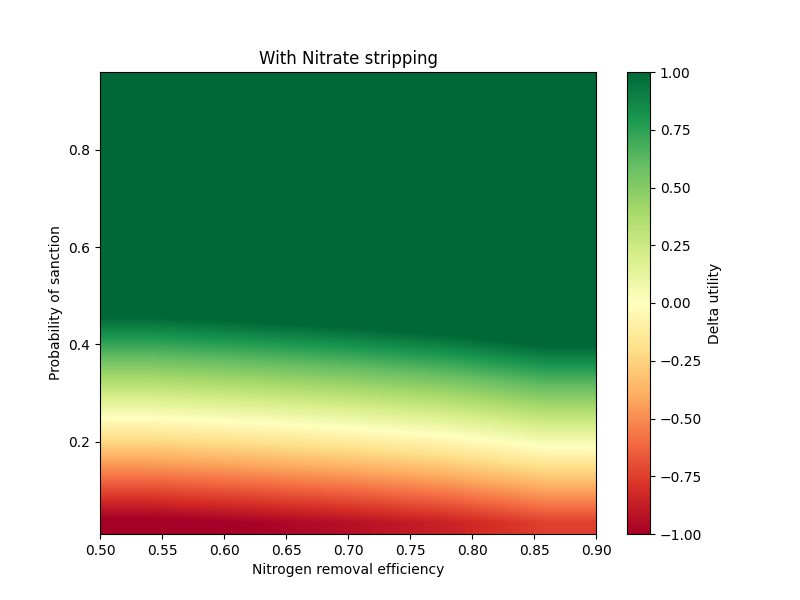 With Nitrate stripping
Probability of sanction
0.8
0.6
0.4
0.2
0.50 0.55 0.60 0.65 0.70 0.75 0.80 0.85 0.90
Nitrogen removal efficiency
1.00
0.75
0.50
0.25
0.00
−0.25
−0.50
−0.75
−1.00
Delta utility